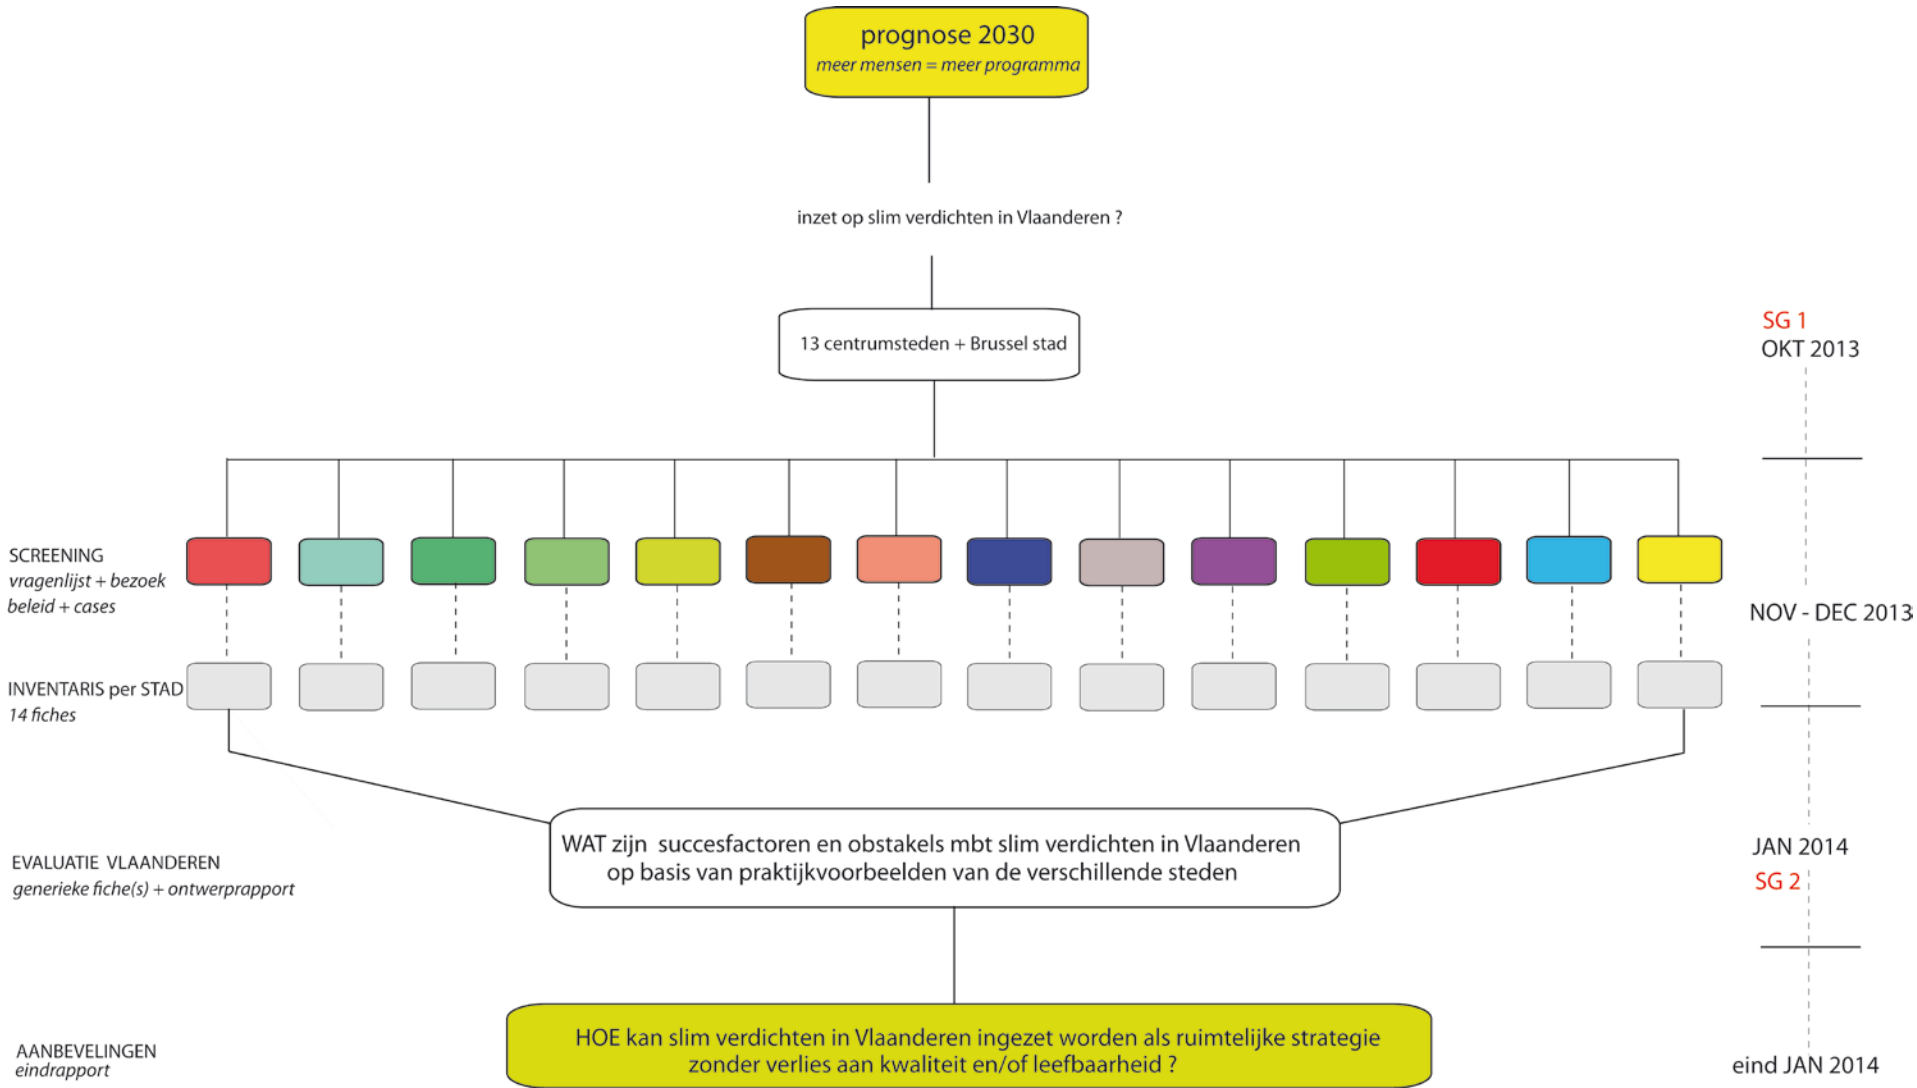 prognose 2030
meer mensen = meer programma
inzet op slim verdichten in Vlaanderen ?
13 centrumsteden + Brussel stad
SG 1
OKT 2013
SCREENING
vragenlijst + bezoek
beleid + cases
NOV - DEC 2013
INVENTARIS per STAD
14 fiches
WAT zijn succesfactoren en obstakels mbt slim verdichten in Vlaanderen
op basis van praktijkvoorbeelden van de verschillende steden
EVALUATIE VLAANDEREN
generieke fiche(s) + ontwerprapport
JAN 2014
SG 2
HOE kan slim verdichten in Vlaanderen ingezet worden als ruimtelijke strategie
zonder verlies aan kwaliteit en/of leefbaarheid ?
AANBEVELINGEN
eindrapport
eind JAN 2014